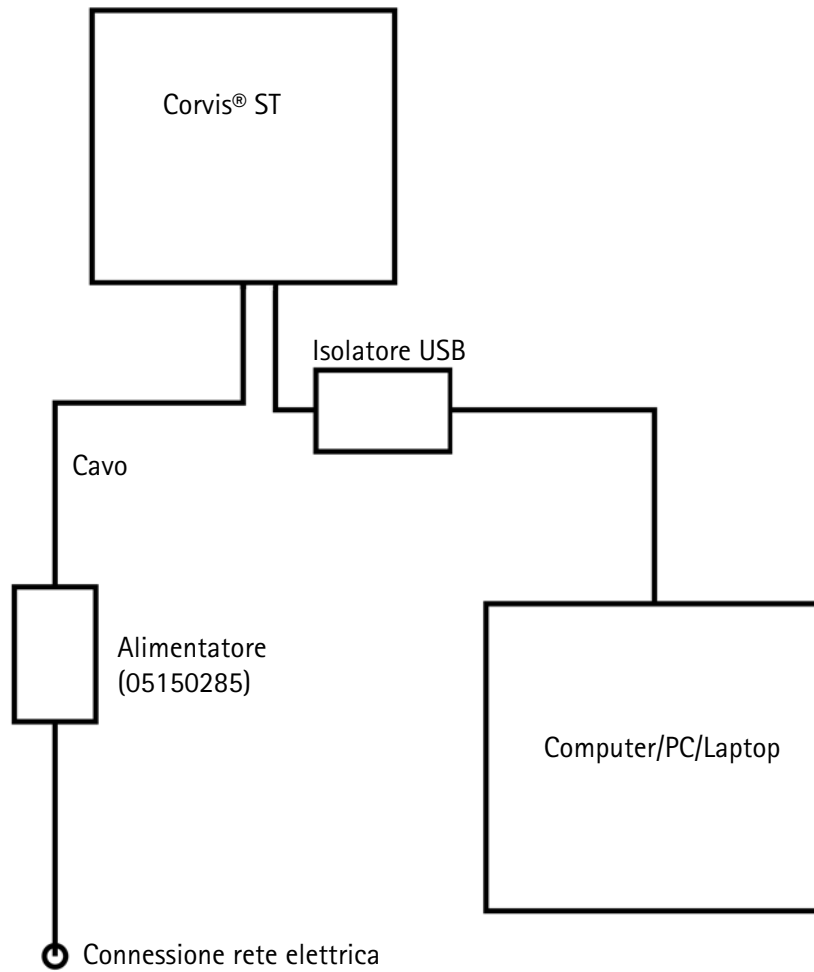 Corvis® ST
Isolatore USB
Cavo
Alimentatore
(05150285)
Computer/PC/Laptop
Connessione rete elettrica